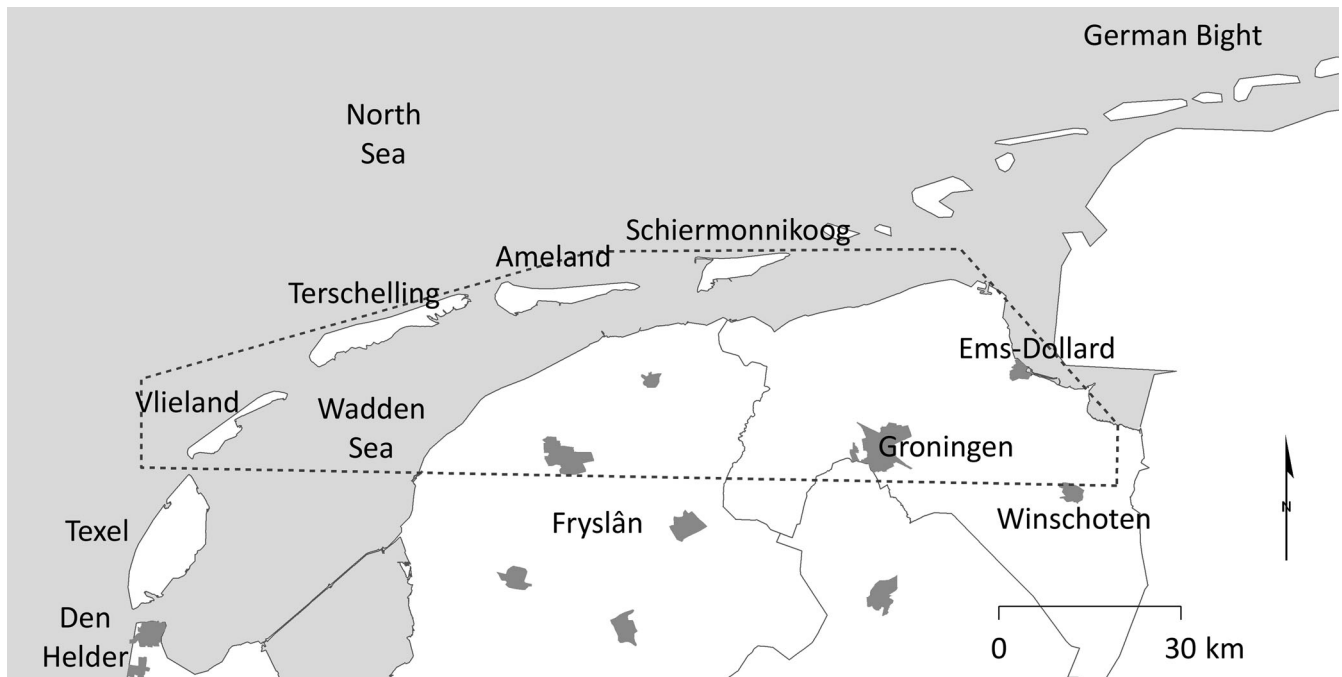 German Bight
North
Sea
Schiermonnikoog
Ameland
Terschelling
Ems-Dollard
Vlieland
Wadden
Sea
Groningen
Texel
Fryslân
Winschoten
N
Den
Helder
0
30 km